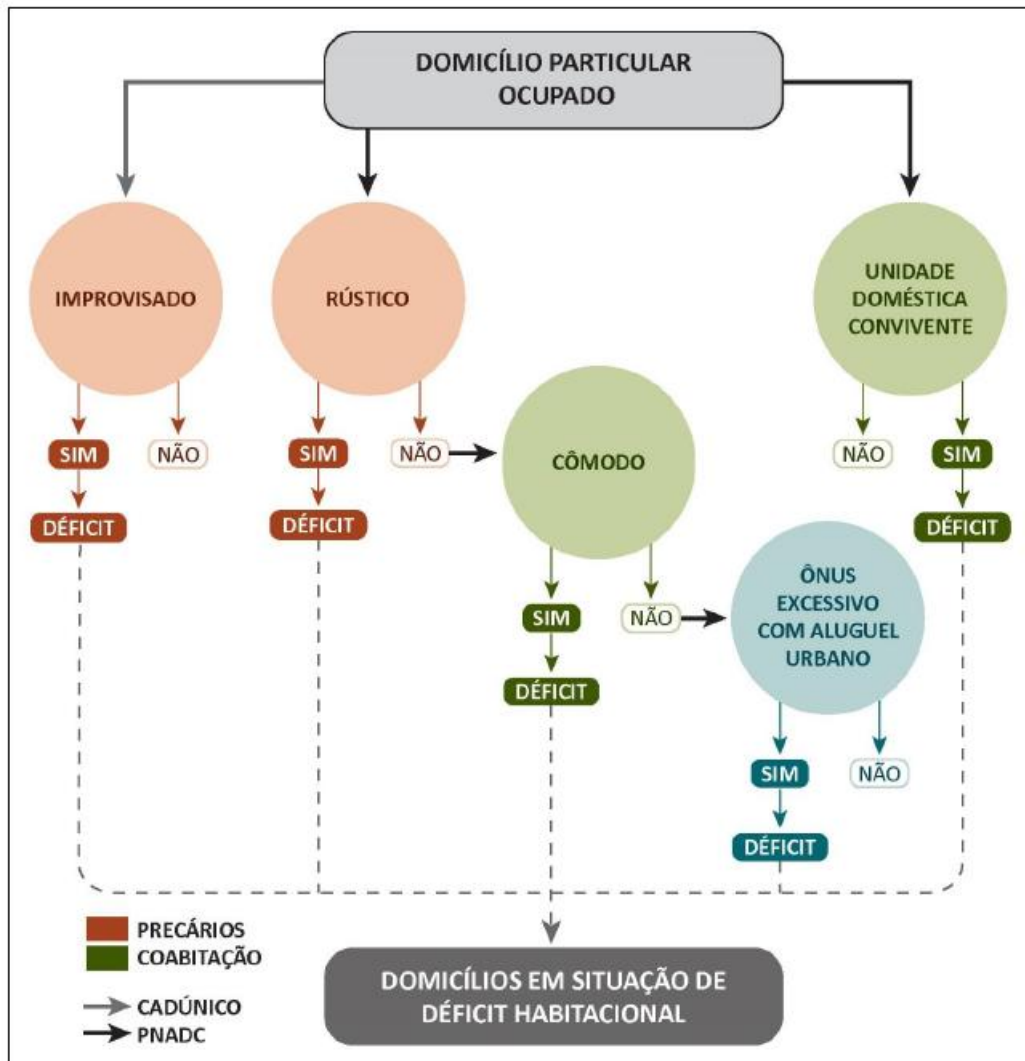 DOMICÍLIO PARTICULAR
OCUPADO
IMPROVISADO
RÚSTICO
UNIDADE
DOMÉSTICA
CONVIVENTE
SIM
NÃO
DÉFICIT
SIM
NÃO
DÉFICIT
CÔMODO
NÃO
SIM
DÉFICIT
SIM
NÃO
DÉFICIT
ÔNUS
EXCESSIVO
COM ALUGUEL
URBANO
SIM
NÃO
DÉFICIT
PRECÁRIOS
COABITAÇÃO
CADÚNICO
PNADC
DOMICÍLIOS EM SITUAÇÃO DE
DÉFICIT HABITACIONAL